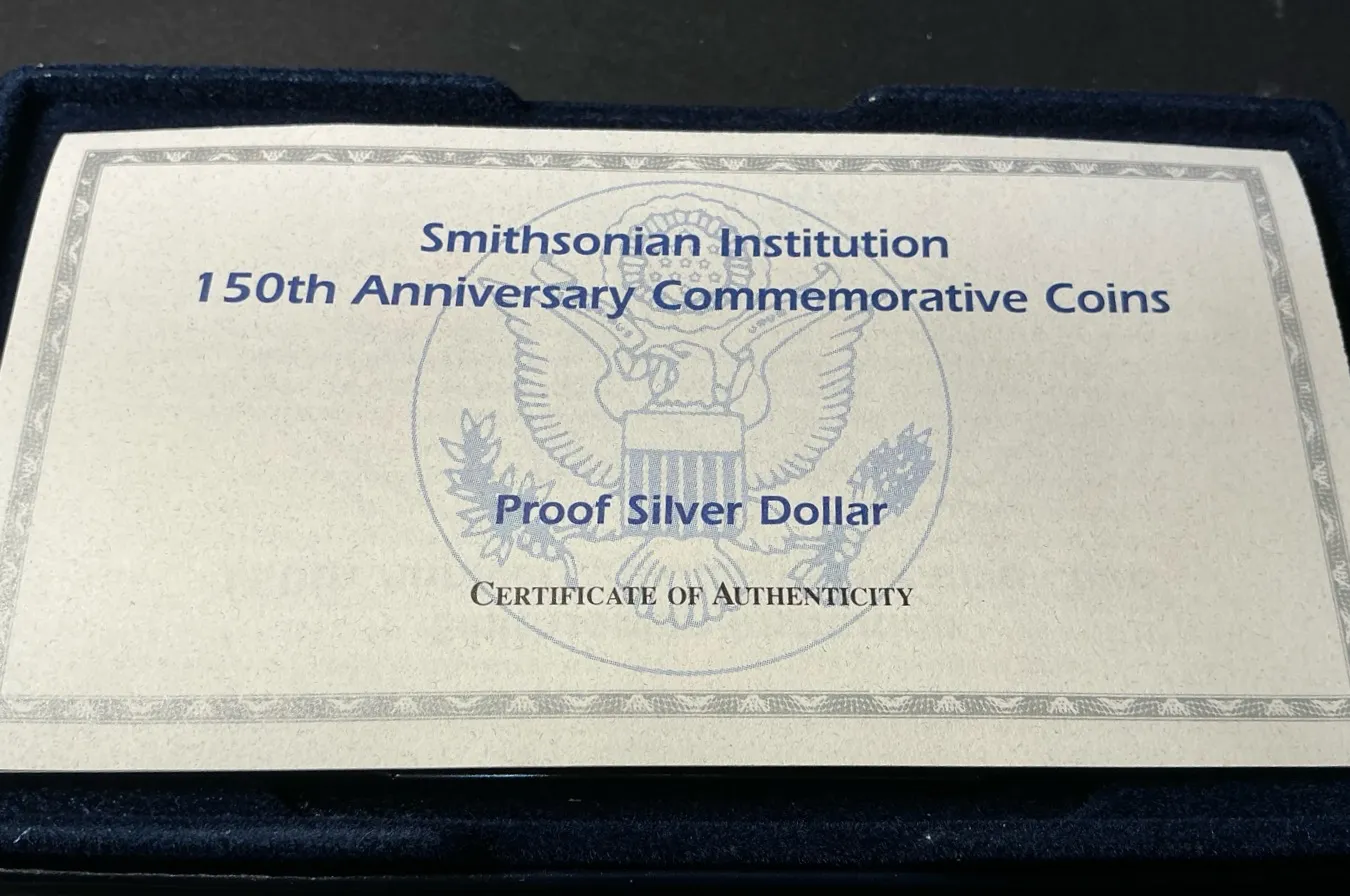 Smithsonian Institution
150th Anniversary Commemorative Coins
Proof Silver Dollar
CERTIFICATE OF AUTHENTICITY